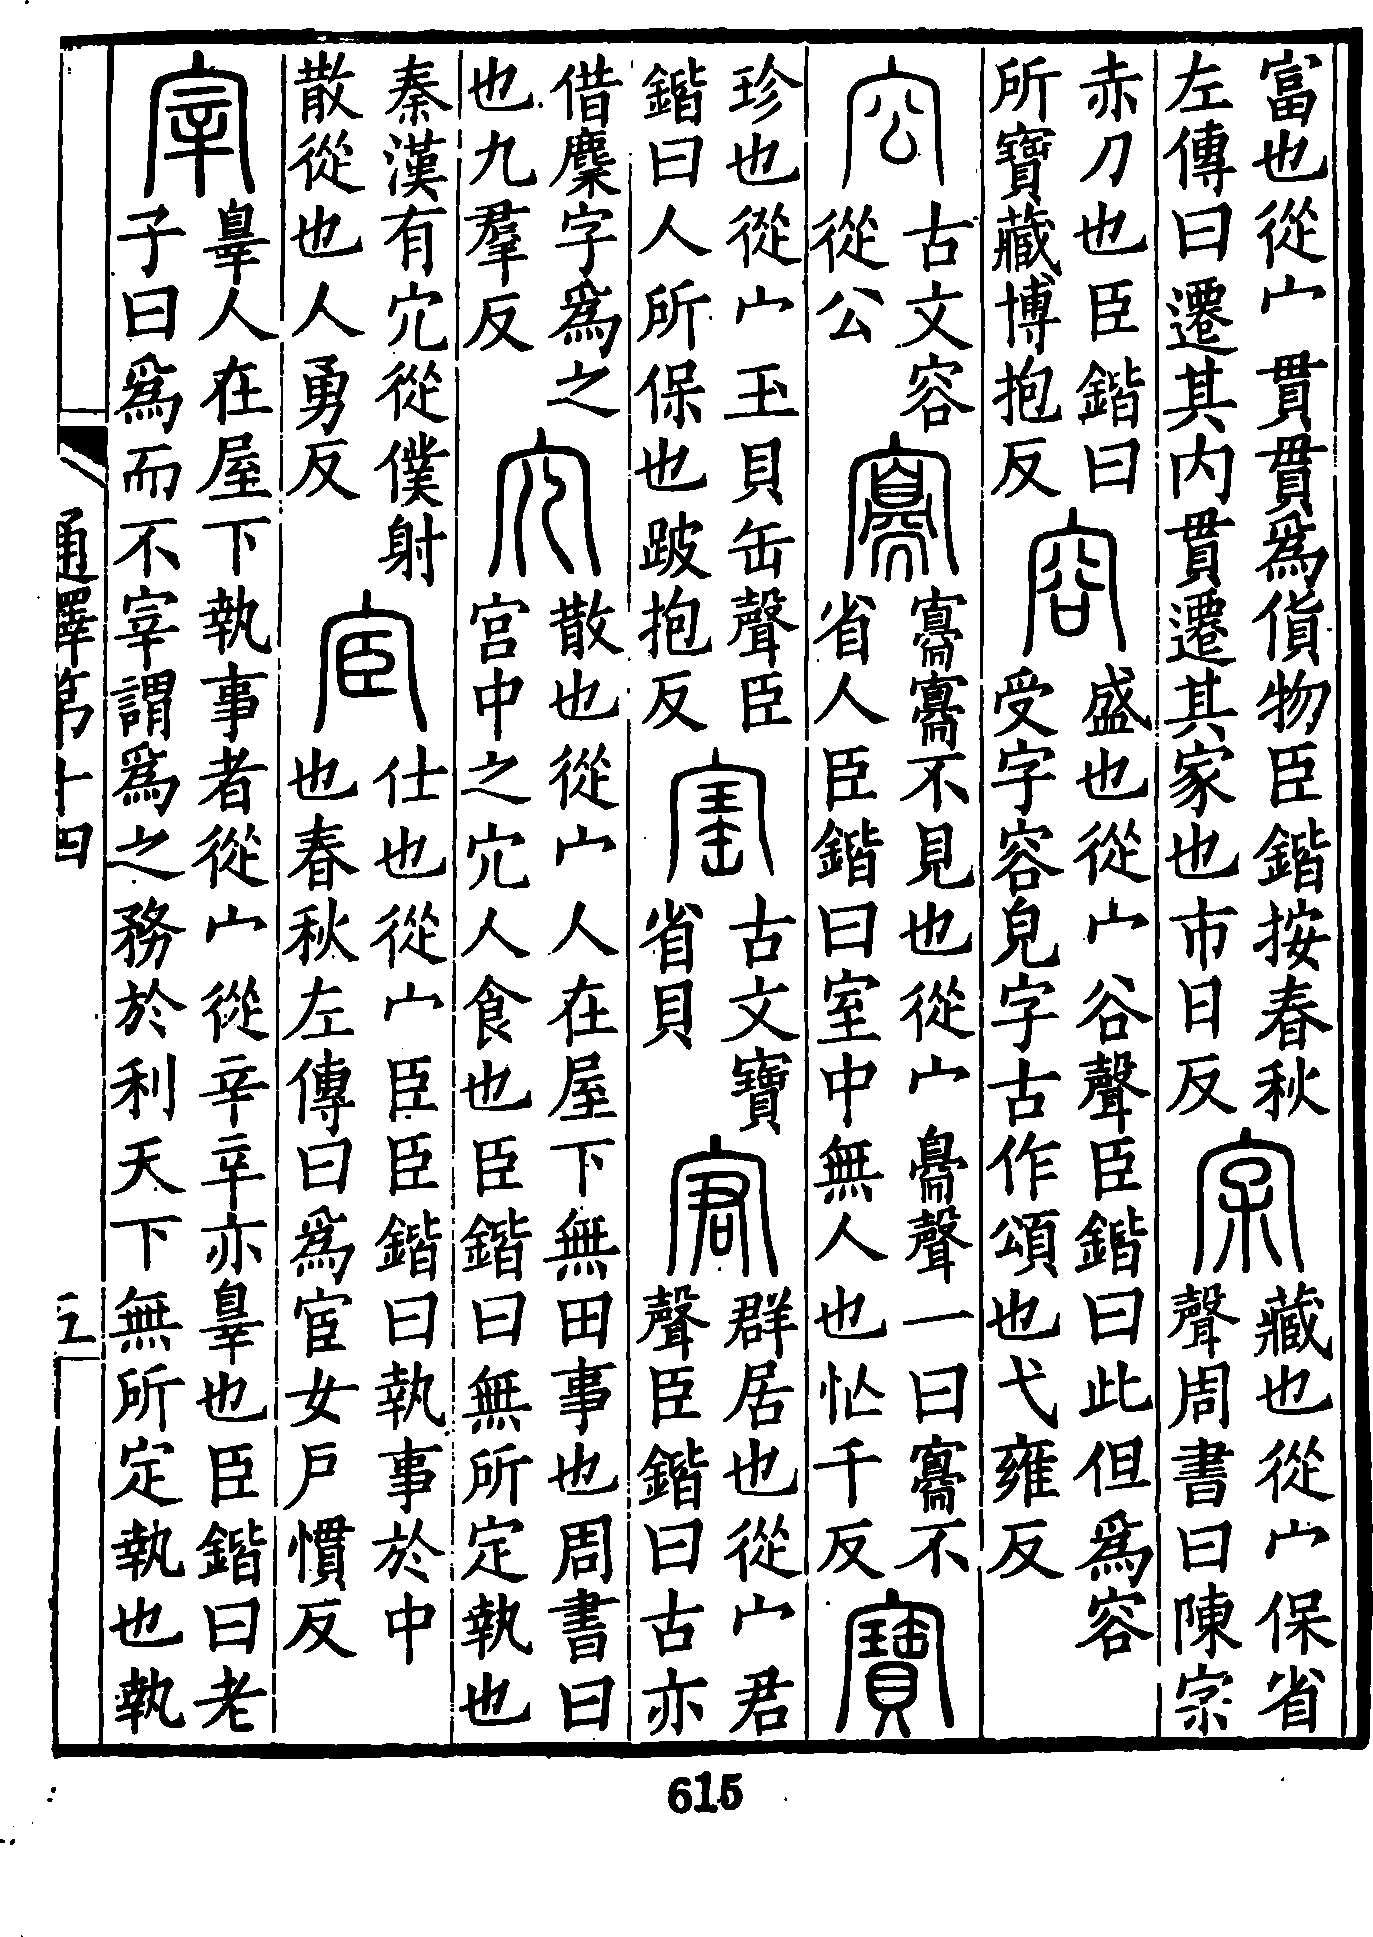 富也從宀貫貫爲貨物臣鍇按春秋
左傳曰遷其内貫遷其家也市日反
宲
藏也從宀保省
聲周書曰陳宗
赤刀也臣鍇曰
所寶藏博抱反
容
盛也從宀谷聲臣鍇曰此但爲容
受字容皃字古作頌也弋雍反
㝐
古文容
從公
㝰
㝰㝰不見也從宀臱聲一曰㝰不
省人臣鍇曰室中無人也忙千反
寶
珍也從宀玉貝缶聲臣
鍇曰人所保也跛抱反
𡧖
古文寶
省貝
宭
群居也從宀君
聲臣鍇曰古亦
借麇字爲之
也九羣反
宂
散也從宀人在屋下無田事也周書曰
宫中之宂人食也臣鍇曰無所定執也
秦漢有宂從僕射
散從也人勇反
宦
仕也從宀臣臣鍇曰執事於中
也春秋左傳曰爲宦女戶慣反
宰
辠人在屋下執事者從宀從辛辛亦辠也臣鍇曰老
子曰爲而不宰謂爲之務於利天下無所定執也執
通釋第十四
615